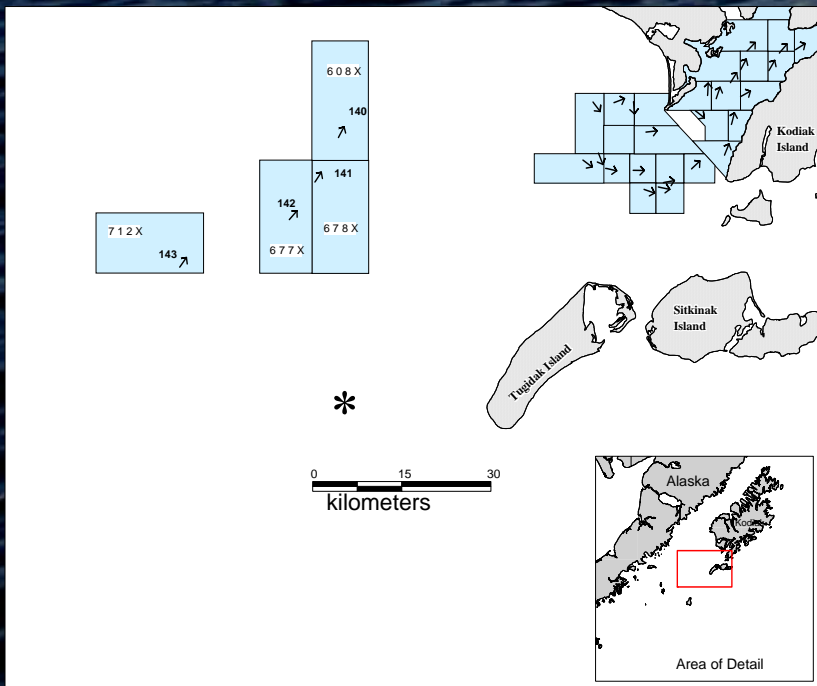 608X
140
141
142
678X
677X
712X
143
Kodiak
Island
Sitkinak
Island
Tugidak Island
*
0 15 30
kilometers
Alaska
Kodiak
Area of Detail